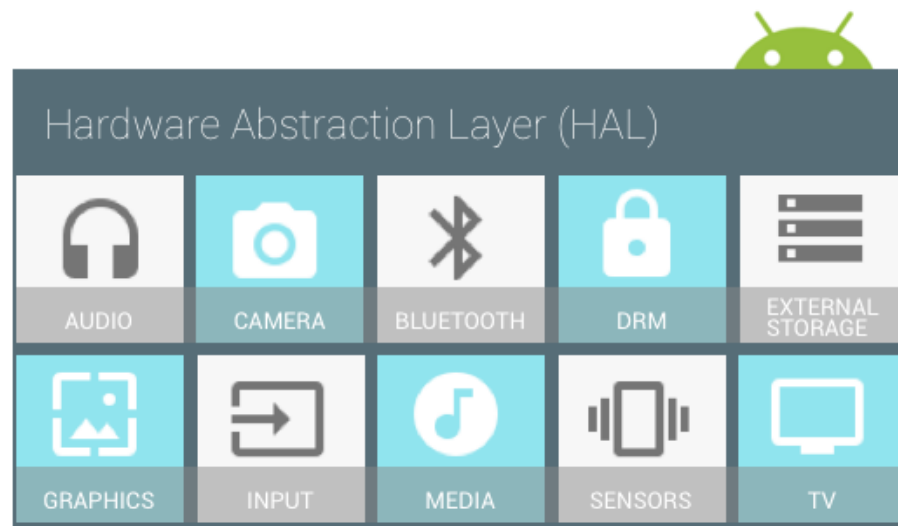 Hardware Abstraction Layer (HAL)
AUDIO
CAMERA
BLUETOOTH
DRM
EXTERNAL
STORAGE
GRAPHICS
INPUT
MEDIA
SENSORS
TV